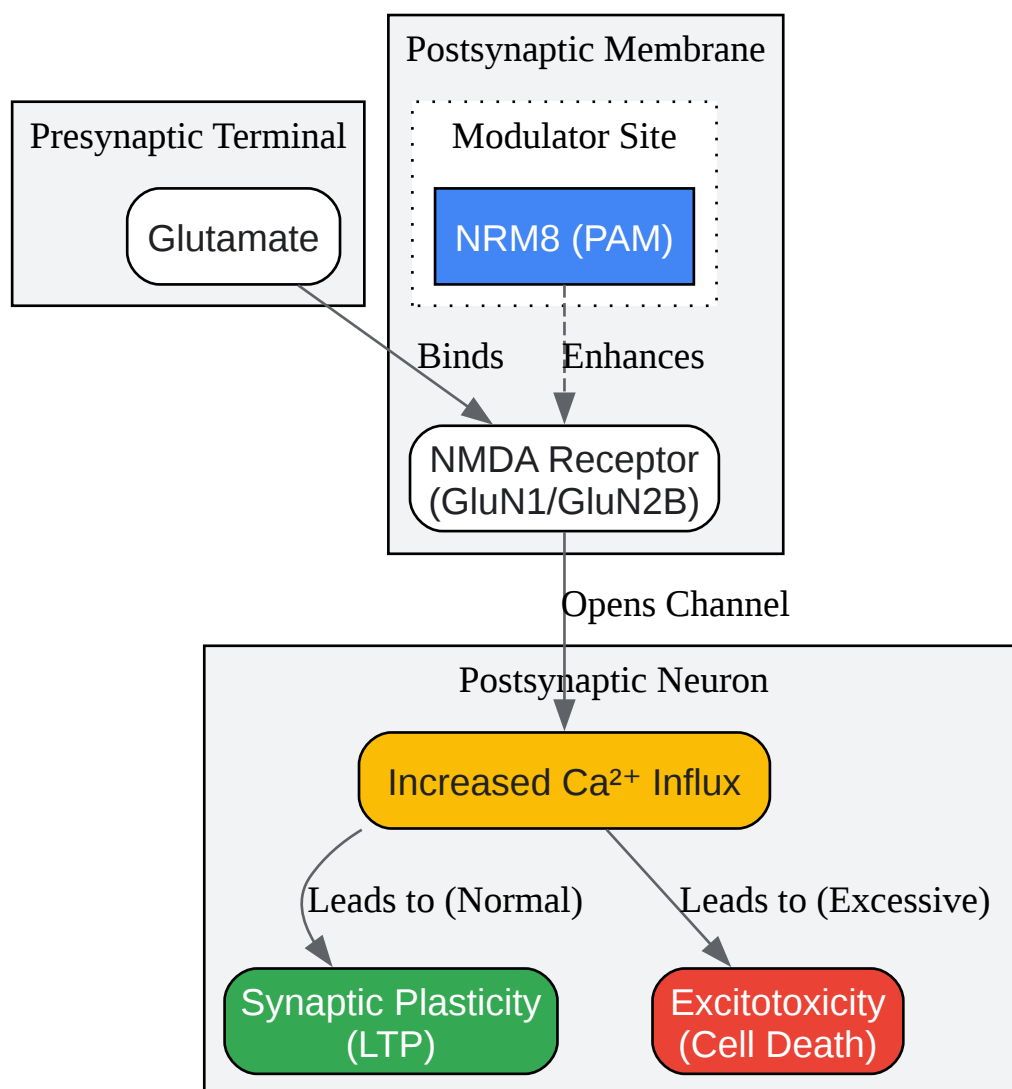 Postsynaptic Membrane
Presynaptic Terminal
Modulator Site
Glutamate
NRM8 (PAM)
Binds
Enhances
NMDA Receptor
(GluN1/GluN2B)
Opens Channel
Postsynaptic Neuron
Increased Ca²⁺ Influx
Leads to (Normal)
Leads to (Excessive)
Synaptic Plasticity
(LTP)
Excitotoxicity
(Cell Death)